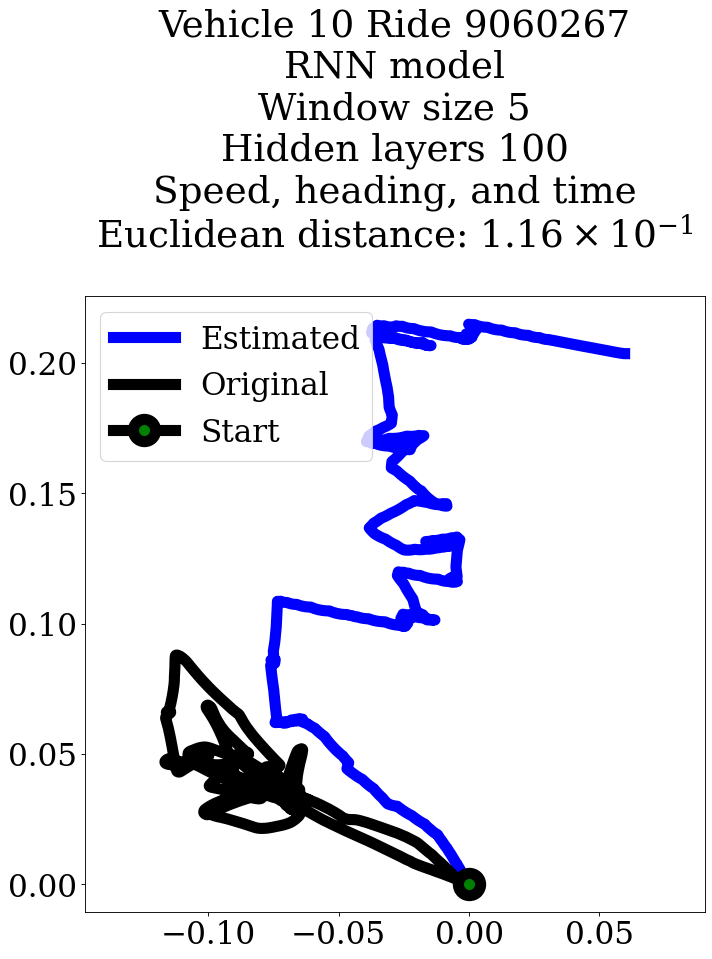 Vehicle 10 Ride 9060267
RNN model
Window size 5
Hidden layers 100
Speed, heading, and time
Euclidean distance: 1.16 × 10⁻¹
Estimated
Original
Start
0.20
0.15
0.10
0.05
0.00
−0.10 −0.05 0.00 0.05